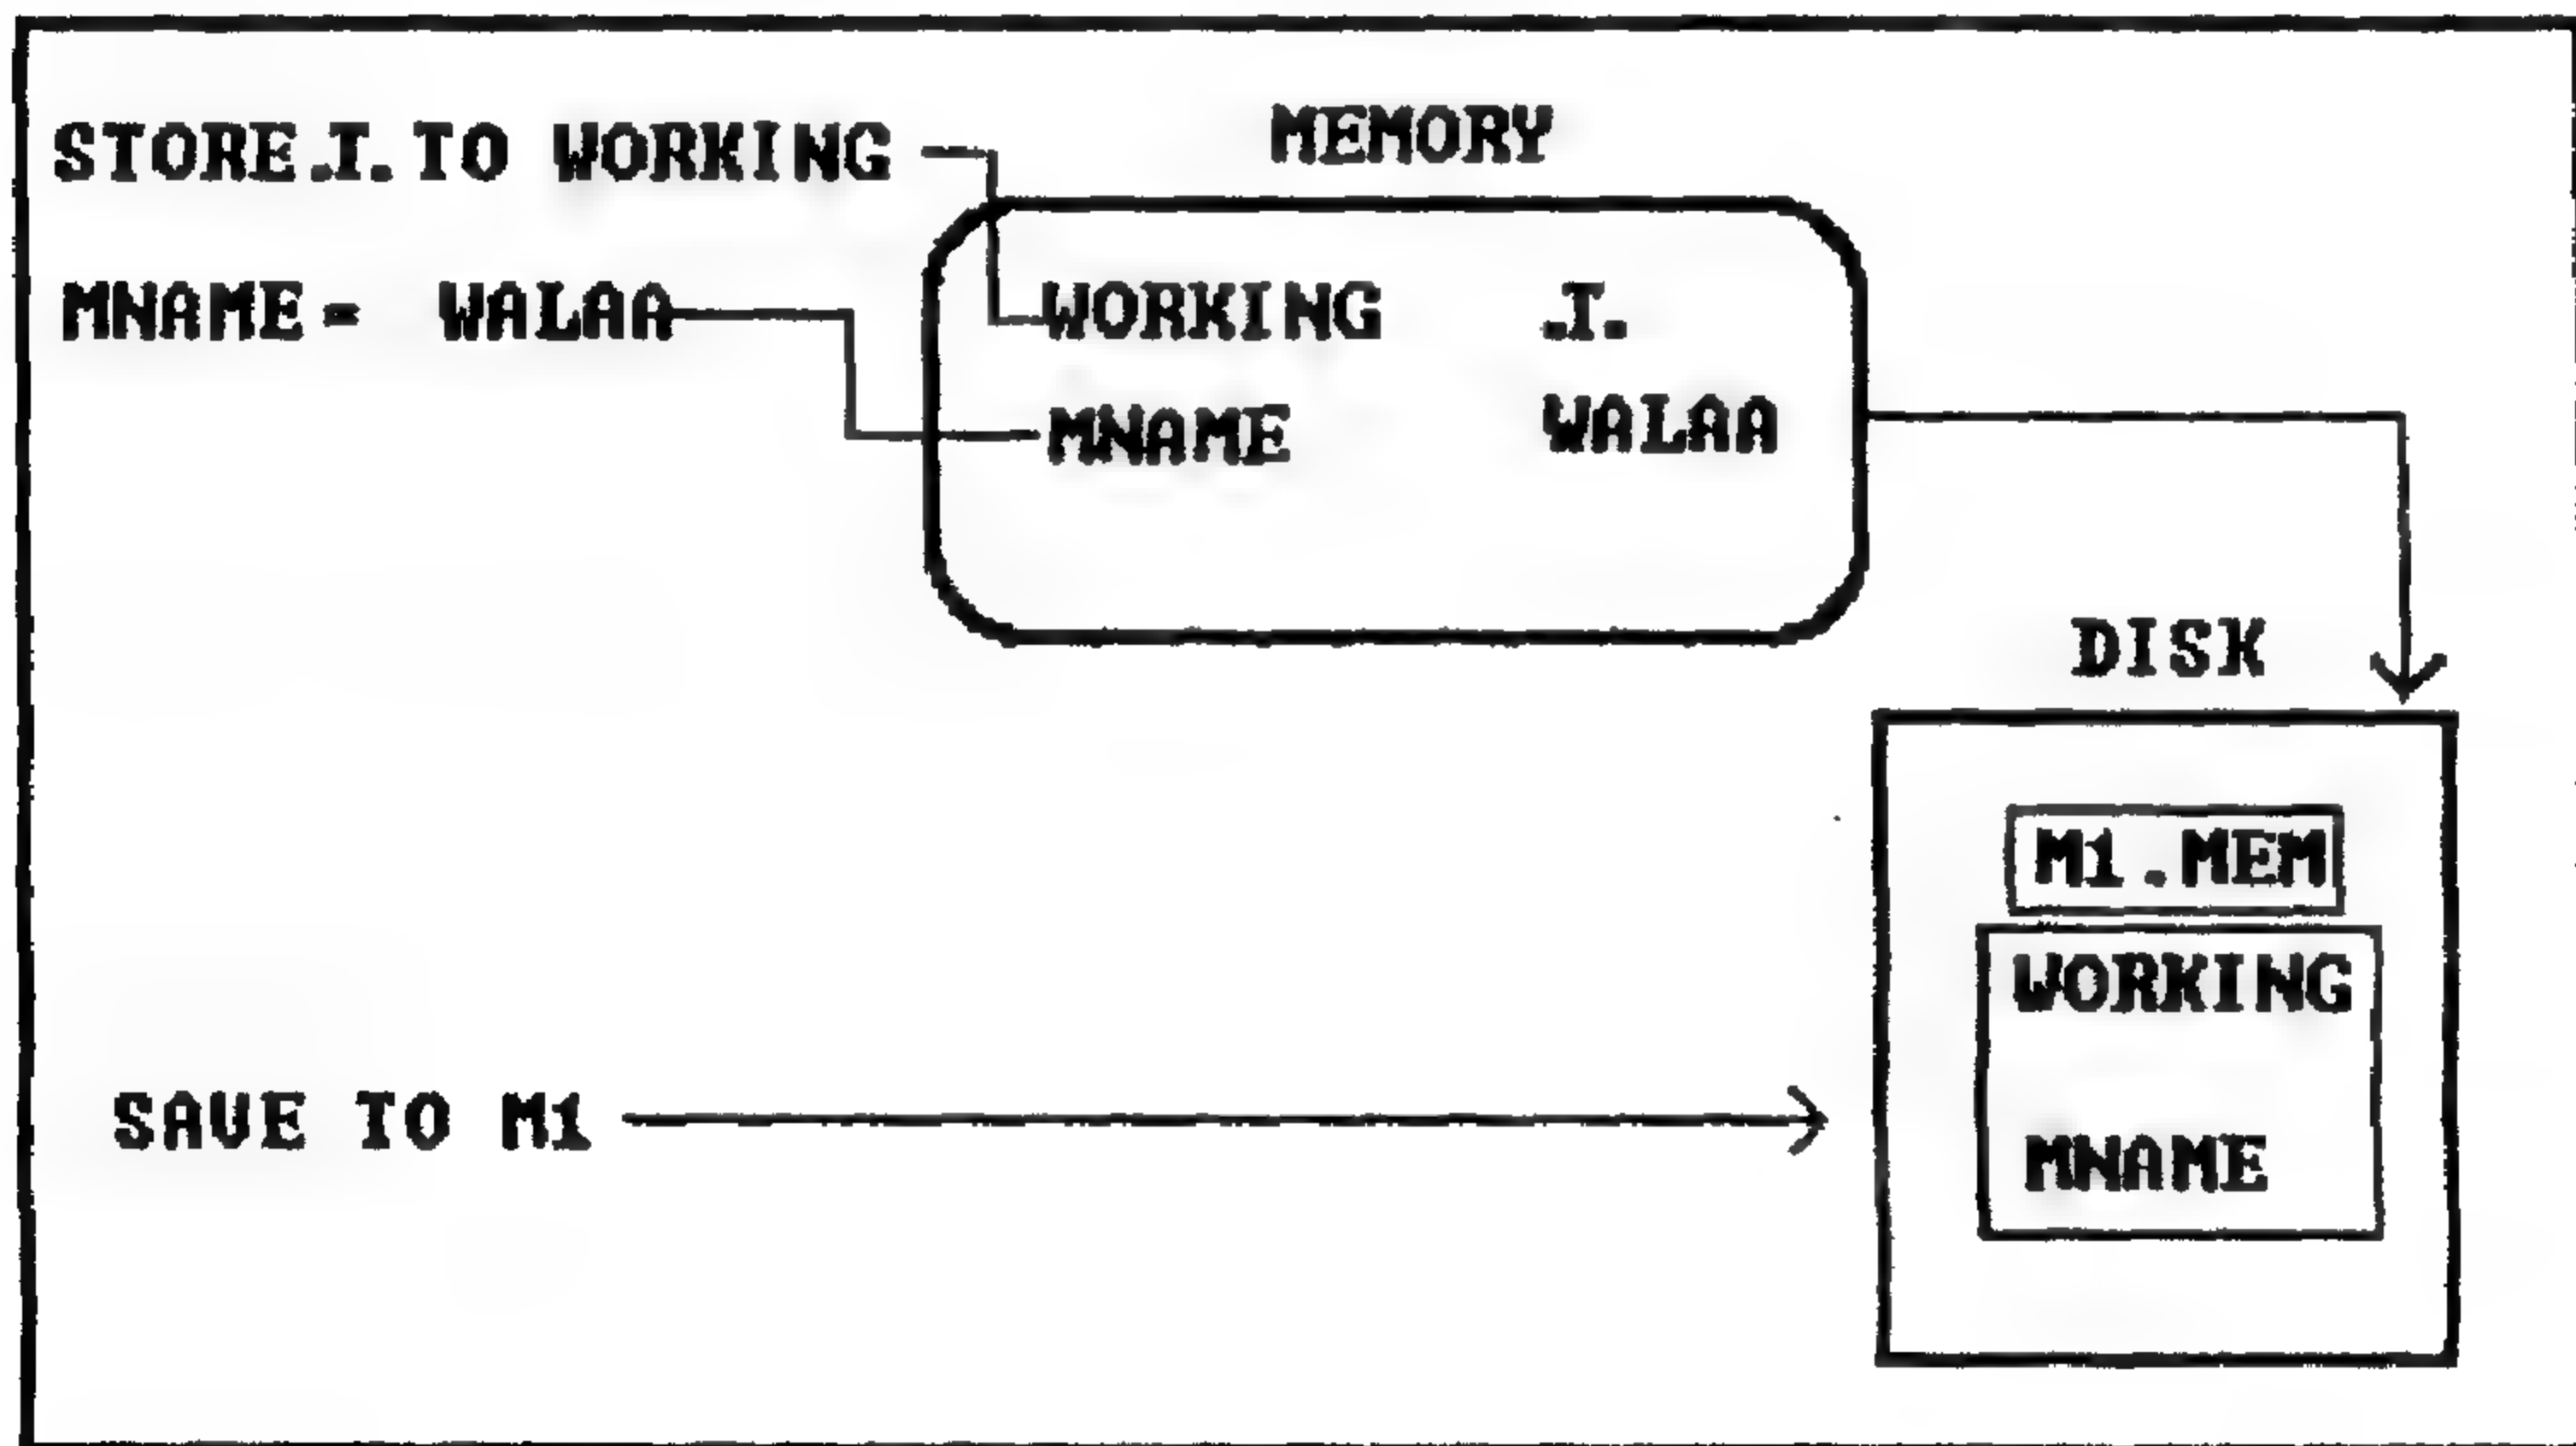 STORE.T.TO WORKING
MEMORY
MNAME = WALAA
WORKING .T.
MNAME WALAA
DISK
M1.MEM
WORKING
SAVE TO M1
MNAME